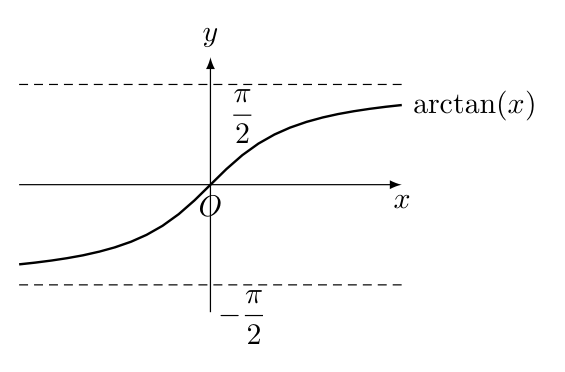 y
π/2
arctan(x)
O
x
−π/2